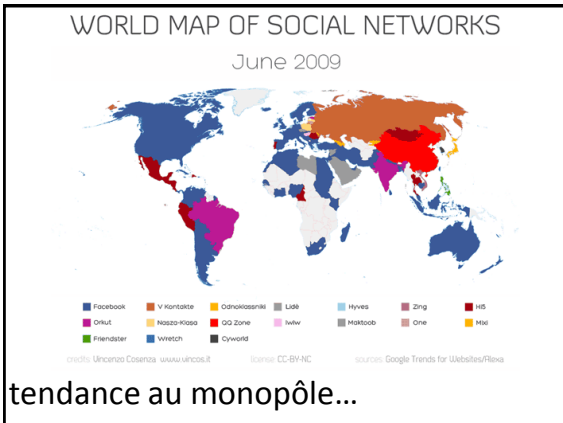 WORLD MAP OF SOCIAL NETWORKS
June 2009
Facebook V Kontakte Odnoklassniki Lidé Hyves Zing Hi5
Orkut Nasza-Klasa QQ Zone Iwiw Maktoob One Mixi
Friendster Wretch Cyworld
credits: Vincenzo Cosenza www.vincos.it license: CC-BY-NC sources: Google Trends for Websites/Alexa
tendance au monopôle...